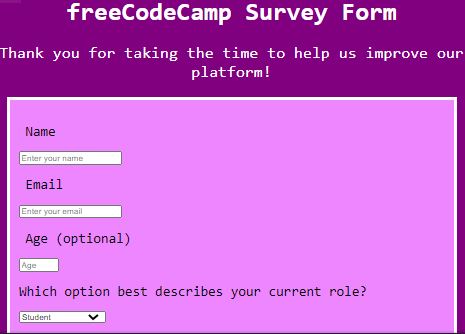 freeCodeCamp Survey Form
Thank you for taking the time to help us improve our
platform!
Name
Enter your name
Email
Enter your email
Age (optional)
Age
Which option best describes your current role?
Student